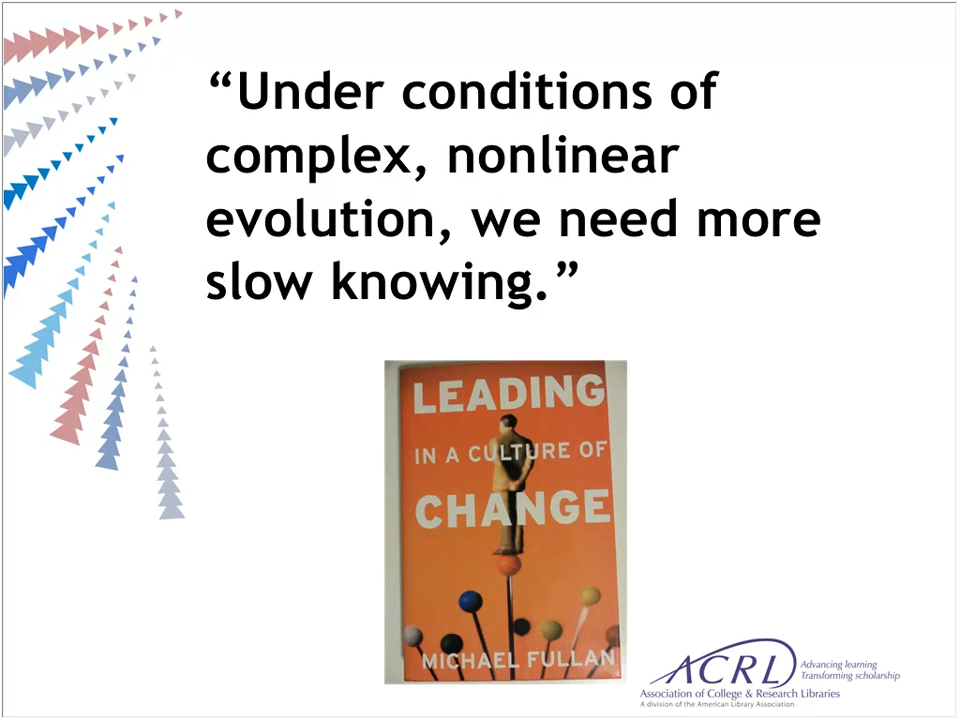 “Under conditions of
complex, nonlinear
evolution, we need more
slow knowing.”
LEADING
IN A CULTURE OF
CHANGE
MICHAEL FULLAN
ACRL
Advancing learning
Transforming scholarship
Association of College & Research Libraries
A division of the American Library Association